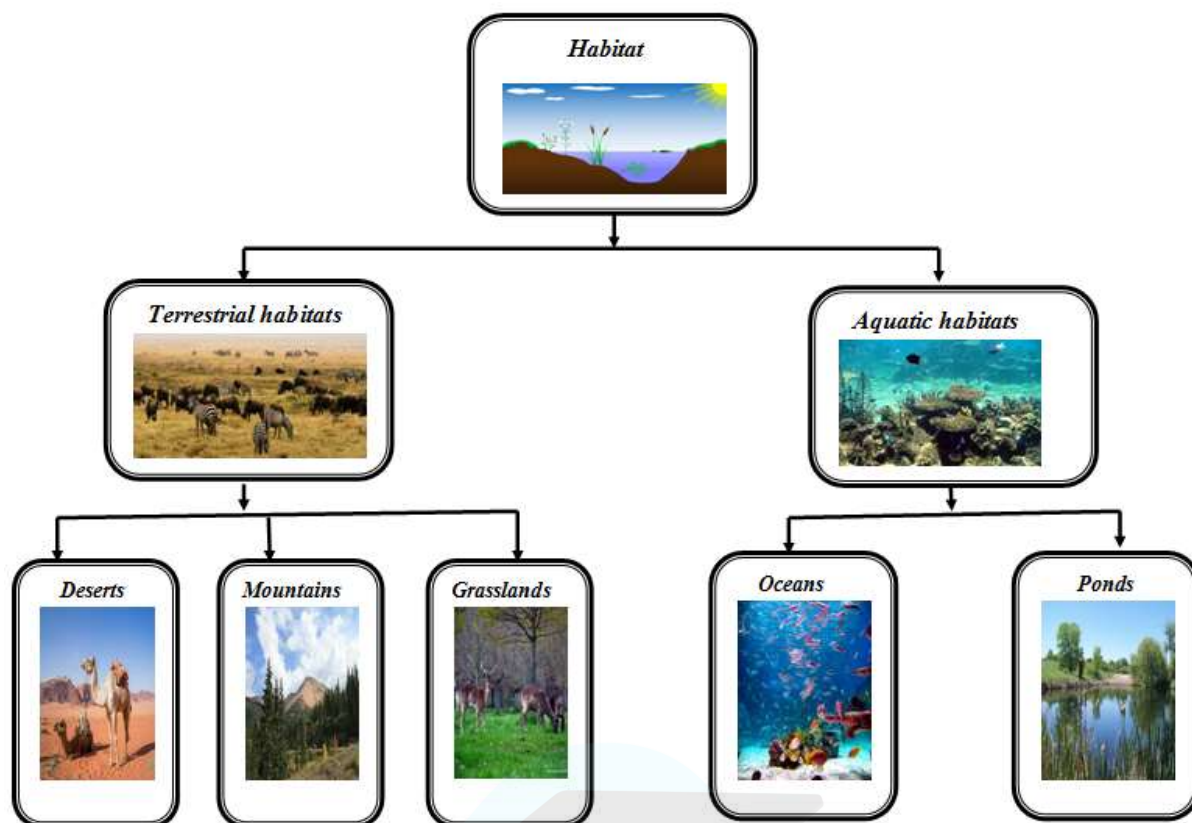 Habitat
Terrestrial habitats
Aquatic habitats
Deserts
Mountains
Grasslands
Oceans
Ponds